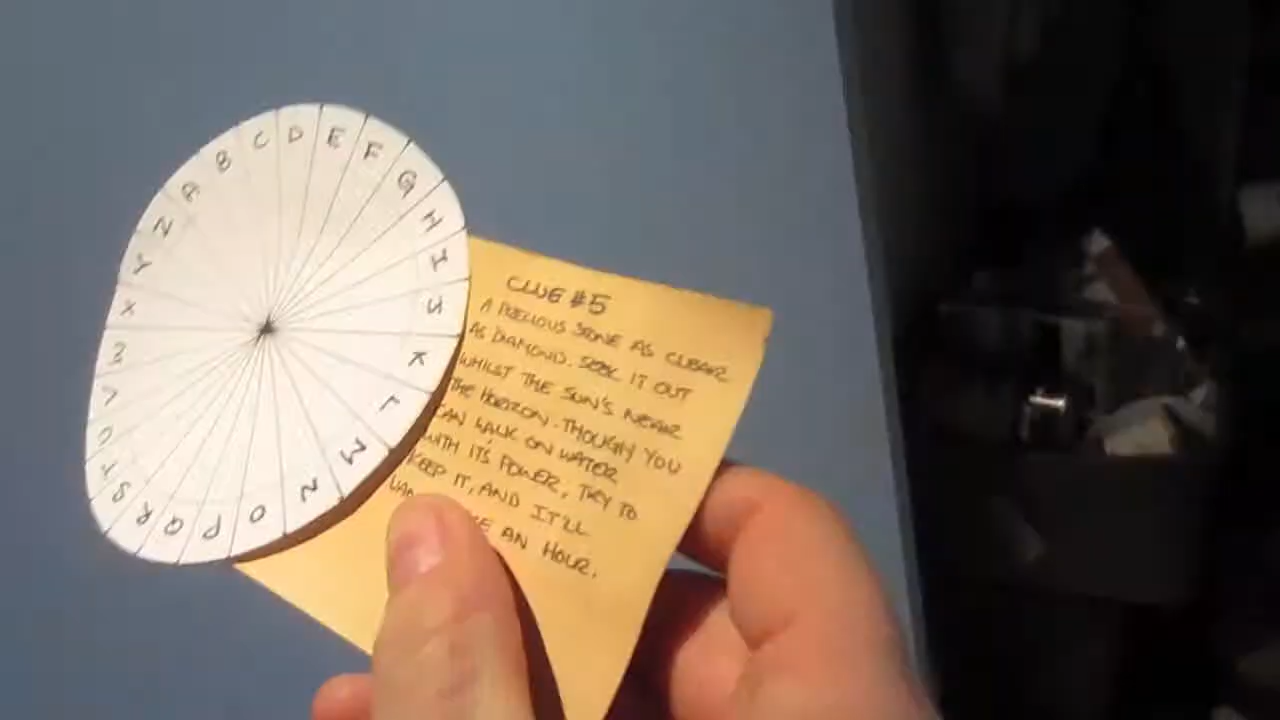 A B C D E F G H I J K L M N O P Q R S T U V W X Y Z
CLUE #5
A PRECIOUS STONE AS CLEAR
AS DIAMOND. SEEK IT OUT
WHILST THE SUN'S NEAR
THE HORIZON. THOUGH YOU
CAN WALK ON WATER
WITH IT'S POWER, TRY TO
KEEP IT, AND IT'LL
AN HOUR.